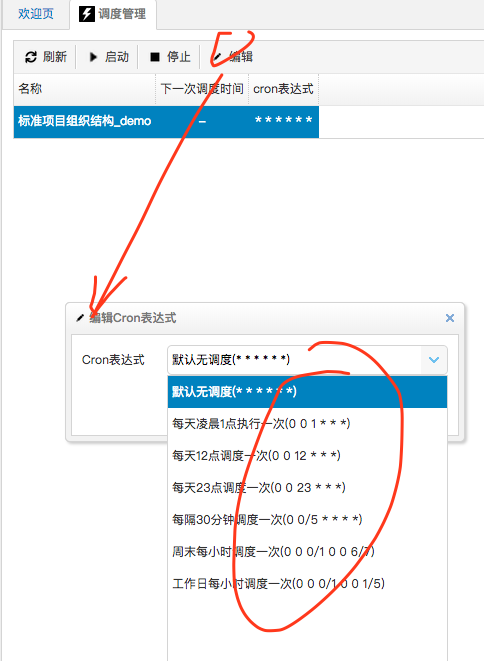 欢迎页 调度管理
刷新 启动 停止 编辑
名称 下一次调度时间 cron表达式
标准项目组织结构_demo – * * * * * *
编辑Cron表达式
Cron表达式 默认无调度(* * * * * *)
默认无调度(* * * * * *)
每天凌晨1点执行一次(0 0 1 * * *)
每天12点调度一次(0 0 12 * * *)
每天23点调度一次(0 0 23 * * *)
每隔30分钟调度一次(0 0/5 * * * *)
周末每小时调度一次(0 0 0/1 0 0 6/7)
工作日每小时调度一次(0 0 0/1 0 0 1/5)